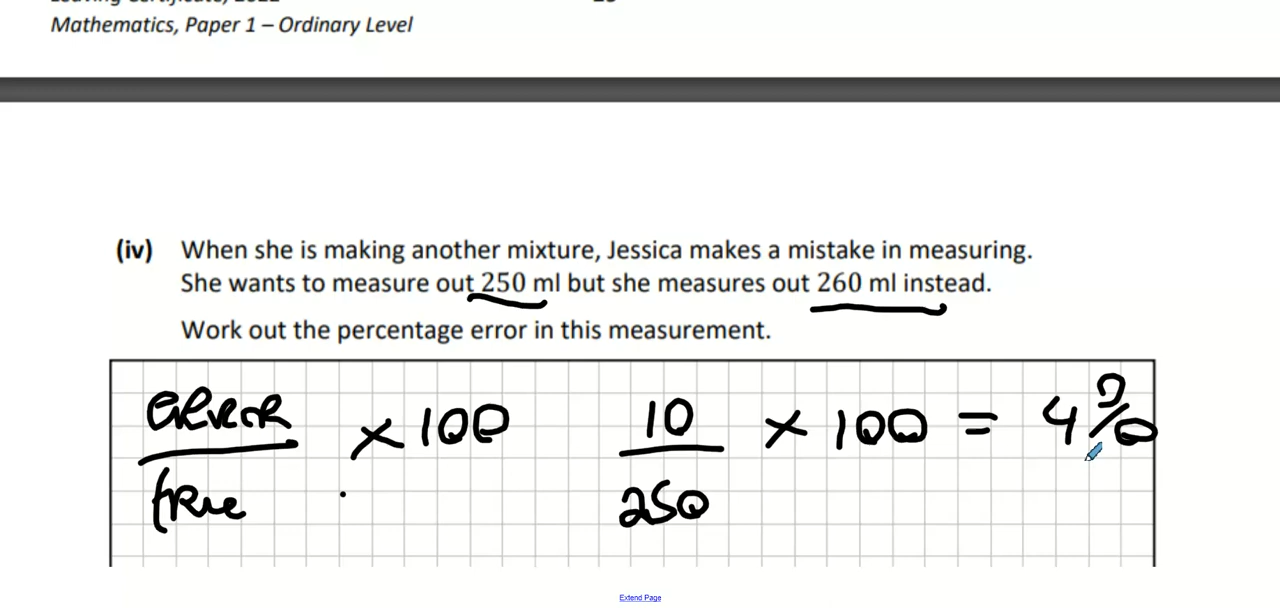 Mathematics, Paper 1 – Ordinary Level
(iv) When she is making another mixture, Jessica makes a mistake in measuring.
She wants to measure out 250 ml but she measures out 260 ml instead.
Work out the percentage error in this measurement.
error
true
× 100
10
250
× 100 = 4%
Extend Page